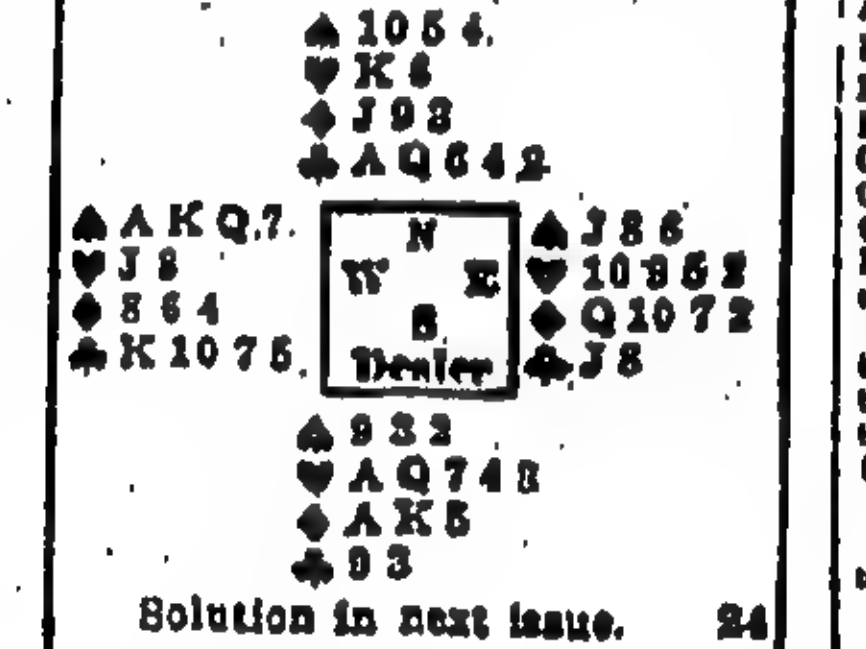 ♠ 10 5 4
♥ K 6
♦ J 9 3
♣ A Q 6 4 2
♠ A K Q 7
♥ J 8
♦ 8 6 4
♣ K 10 7 5
N
W E
S
Dealer
♠ J 8 6
♥ 10 9 5 2
♦ Q 10 7 2
♣ J 8
♠ 9 3 2
♥ A Q 7 4 3
♦ A K 5
♣ 9 3
Solution in next issue. 24